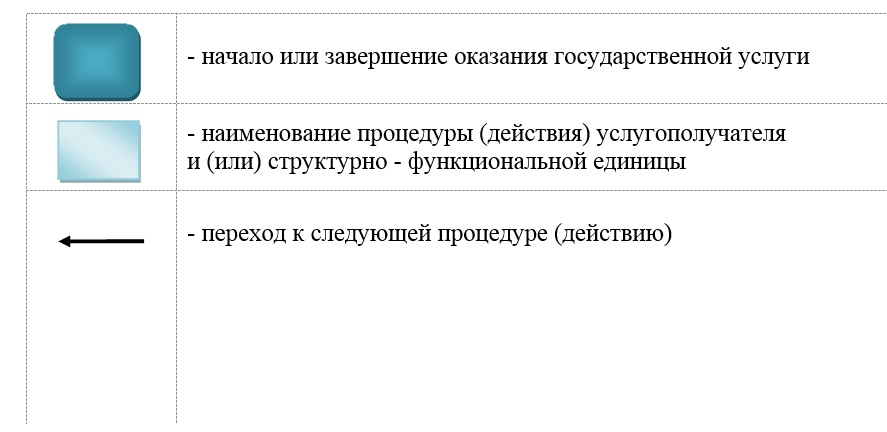 - начало или завершение оказания государственной услуги
- наименование процедуры (действия) услугополучателя
и (или) структурно - функциональной единицы
- переход к следующей процедуре (действию)